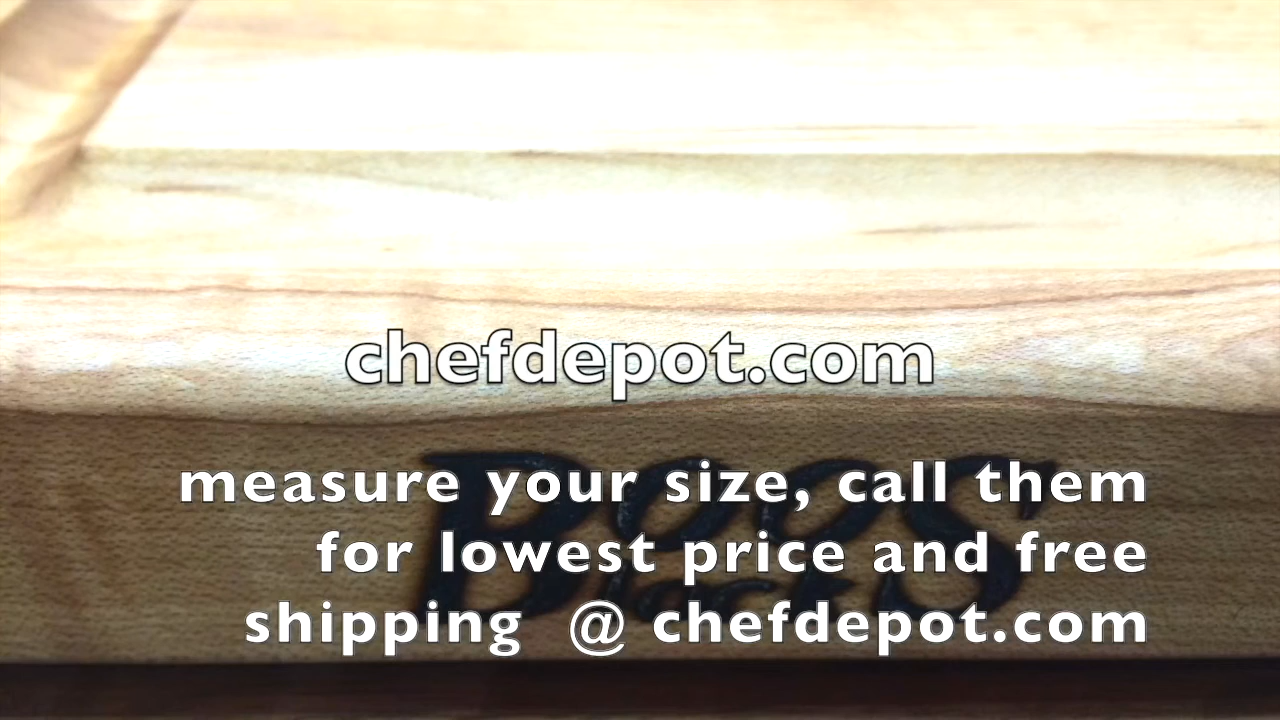 chefdepot.com
Boos
Blocks
measure your size, call them
for lowest price and free
shipping @ chefdepot.com